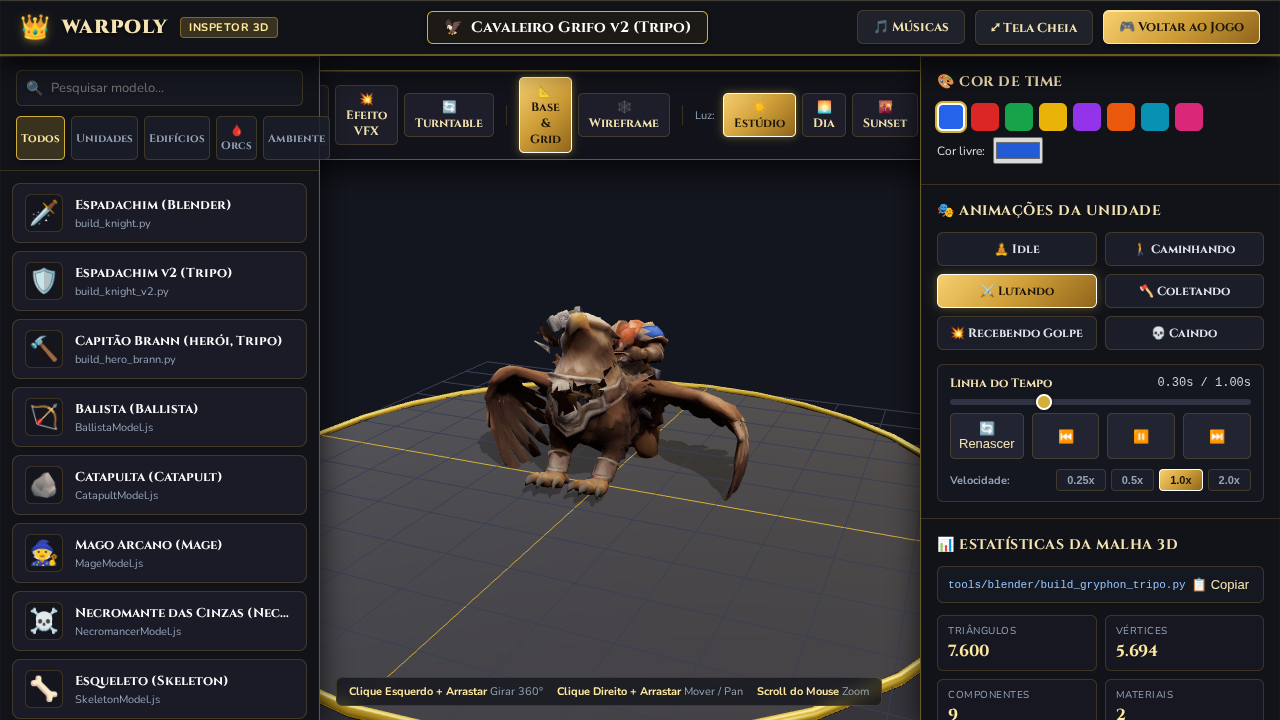 WARPOLY
INSPETOR 3D
Cavaleiro Grifo v2 (Tripo)
Músicas
Tela Cheia
Voltar ao Jogo
Pesquisar modelo...
Todos
Unidades
Edifícios
Orcs
Ambiente
Espadachim (Blender)
build_knight.py
Espadachim v2 (Tripo)
build_knight_v2.py
Capitão Brann (herói, Tripo)
build_hero_brann.py
Balista (Ballista)
BallistaModel.js
Catapulta (Catapult)
CatapultModel.js
Mago Arcano (Mage)
MageModel.js
Necromante das Cinzas (Nec...
NecromancerModel.js
Esqueleto (Skeleton)
SkeletonModel.js
Efeito
VFX
Turntable
Base
&
Grid
Wireframe
Luz:
Estúdio
Dia
Sunset
Clique Esquerdo + Arrastar Girar 360° Clique Direito + Arrastar Mover / Pan Scroll do Mouse Zoom
Cor de Time
Cor livre:
Animações da Unidade
Idle
Caminhando
Lutando
Coletando
Recebendo Golpe
Caindo
Linha do Tempo
0.30s / 1.00s
Renascer
Velocidade:
0.25x
0.5x
1.0x
2.0x
Estatísticas da Malha 3D
tools/blender/build_gryphon_tripo.py
Copiar
TRIÂNGULOS
7.600
VÉRTICES
5.694
COMPONENTES
9
MATERIAIS
2